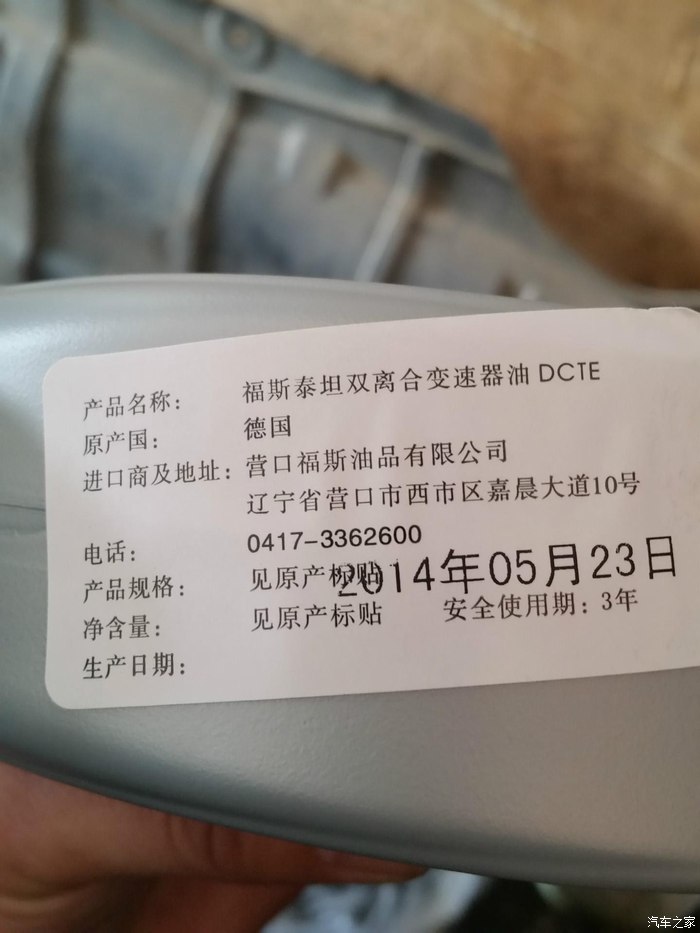 产品名称： 福斯泰坦双离合变速器油 DCTE
原产国： 德国
进口商及地址： 营口福斯油品有限公司
辽宁省营口市西市区嘉晨大道10号
电话： 0417-3362600
产品规格： 见原产标贴
2014年05月23日
净含量： 见原产标贴 安全使用期：3年
生产日期：
汽车之家